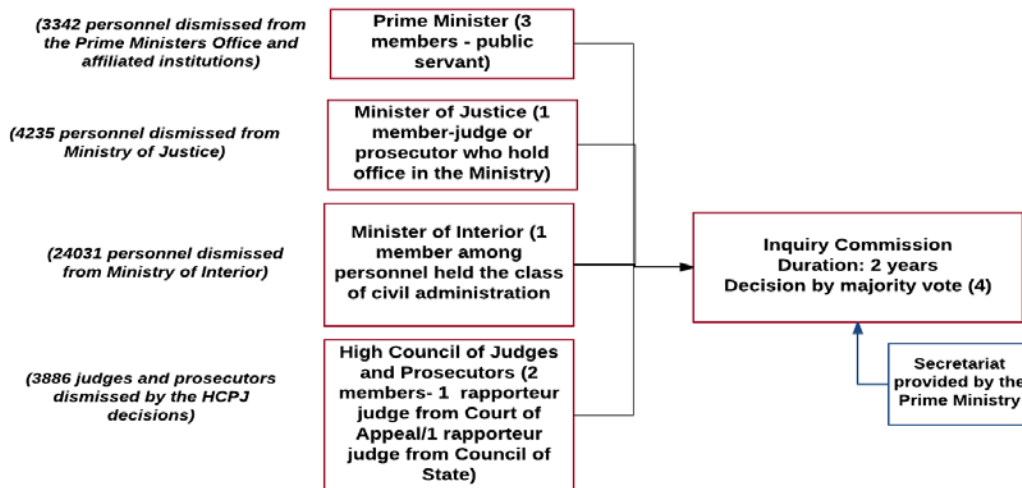 (3342 personnel dismissed from
the Prime Ministers Office and
affiliated institutions)
Prime Minister (3
members - public
servant)
(4235 personnel dismissed from
Ministry of Justice)
Minister of Justice (1
member-judge or
prosecutor who hold
office in the Ministry)
(24031 personnel dismissed
from Ministry of Interior)
Minister of Interior (1
member among
personnel held the class
of civil administration
(3886 judges and prosecutors
dismissed by the HCPJ
decisions)
High Council of Judges
and Prosecutors (2
members- 1 rapporteur
judge from Court of
Appeal/1 rapporteur
judge from Council of
State)
Inquiry Commission
Duration: 2 years
Decision by majority vote (4)
Secretariat
provided by the
Prime Ministry